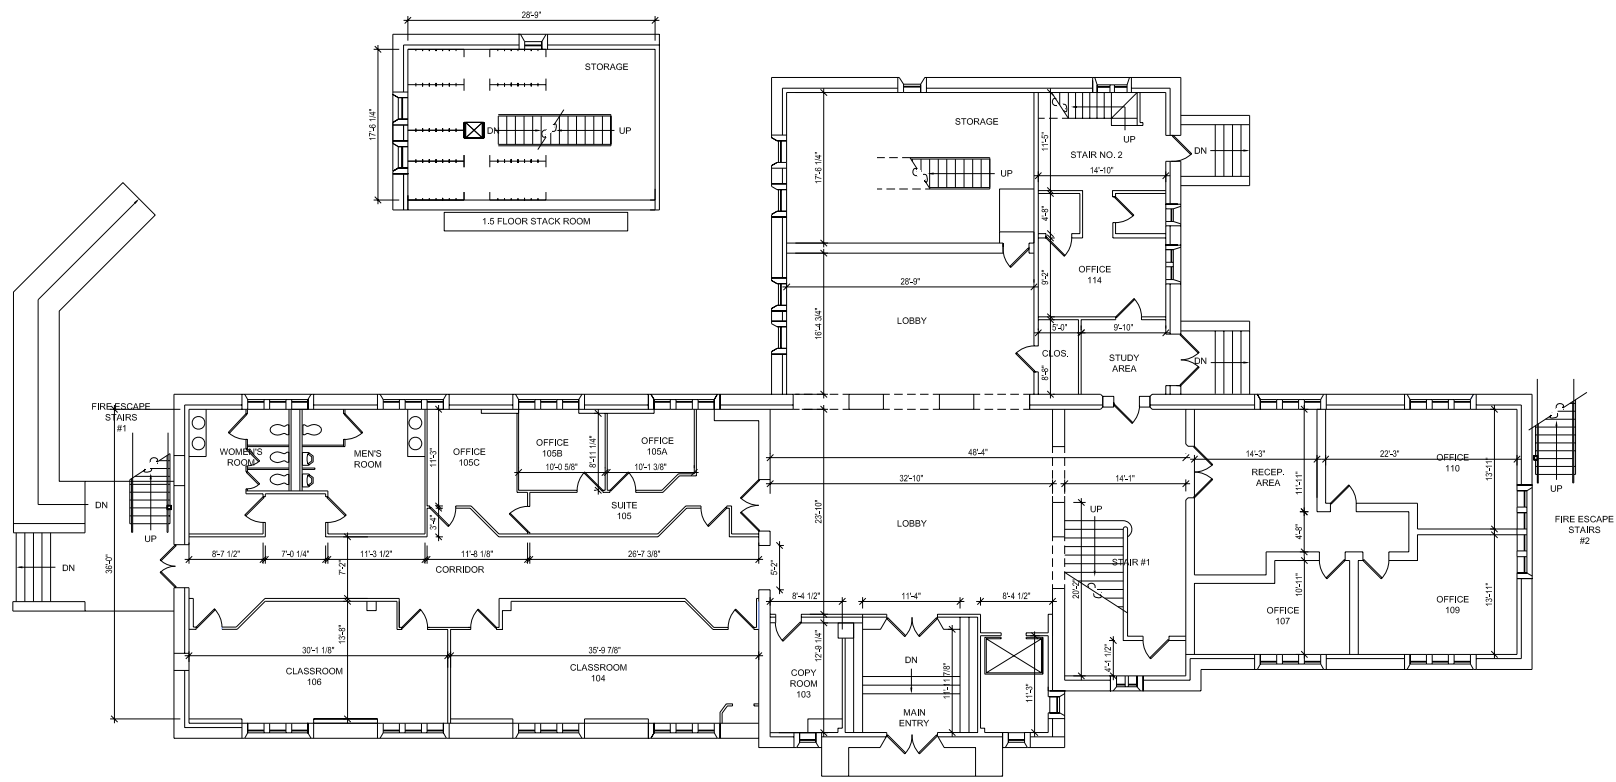 28'-9"
STORAGE
17'-6 1/4"
DN
UP
1.5 FLOOR STACK ROOM
STORAGE
17'-6 1/4"
UP
11'-5"
UP
STAIR NO. 2
14'-10"
DN
4'-8"
OFFICE
114
9'-2"
28'-9"
LOBBY
16'-4 3/4"
5'-0"
9'-10"
CLOS.
8'-8"
STUDY
AREA
DN
FIRE ESCAPE
STAIRS
#1
DN
UP
DN
36'-0"
WOMEN'S
ROOM
MEN'S
ROOM
11'-3"
OFFICE
105C
OFFICE
105B
8'-11 1/4"
OFFICE
105A
10'-0 5/8"
10'-1 3/8"
SUITE
105
3'-4"
8'-7 1/2"
7'-0 1/4"
11'-3 1/2"
11'-8 1/8"
26'-7 3/8"
7'-2"
CORRIDOR
5'-2"
13'-8"
30'-1 1/8"
35'-9 7/8"
CLASSROOM
106
CLASSROOM
104
48'-4"
32'-10"
14'-1"
23'-10"
LOBBY
UP
STAIR #1
20'-2"
8'-4 1/2"
11'-4"
8'-4 1/2"
12'-9 1/4"
COPY
ROOM
103
DN
11'-11 7/8"
MAIN
ENTRY
11'-3"
4'-1 1/2"
14'-3"
22'-3"
RECEP.
AREA
OFFICE
110
11'-11"
13'-11"
4'-8"
10'-11"
OFFICE
107
OFFICE
109
13'-11"
UP
FIRE ESCAPE
STAIRS
#2